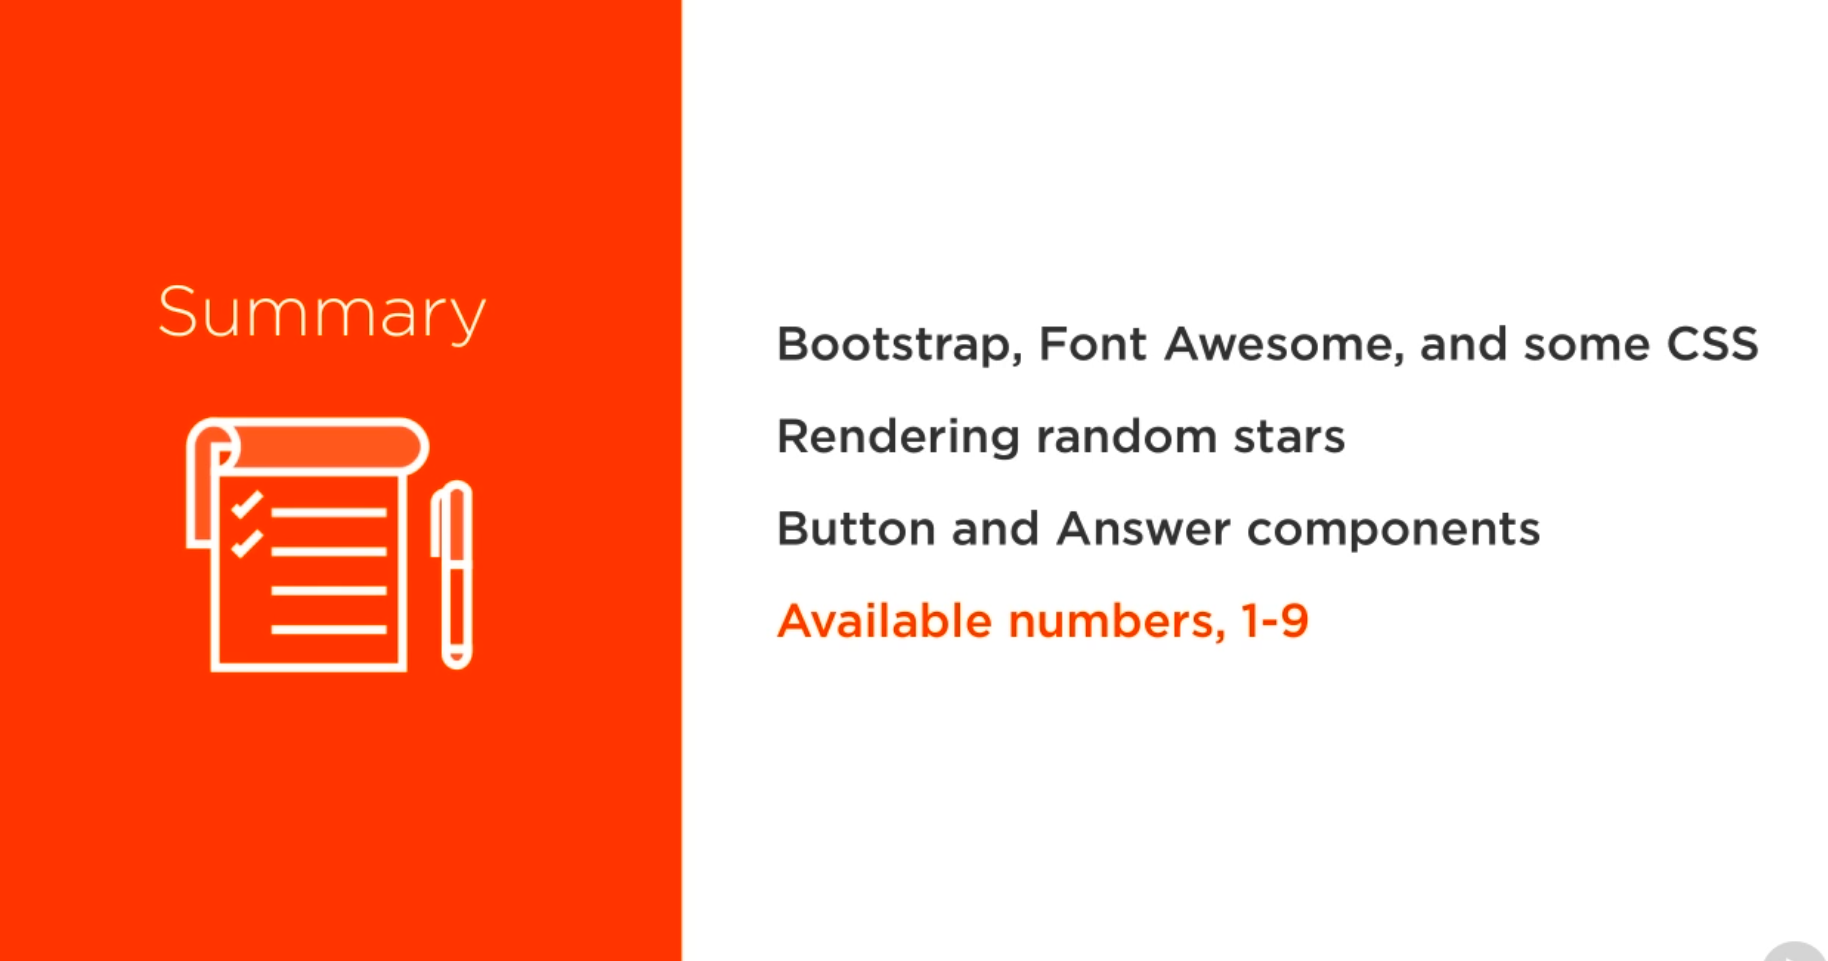 Summary
Bootstrap, Font Awesome, and some CSS
Rendering random stars
Button and Answer components
Available numbers, 1-9